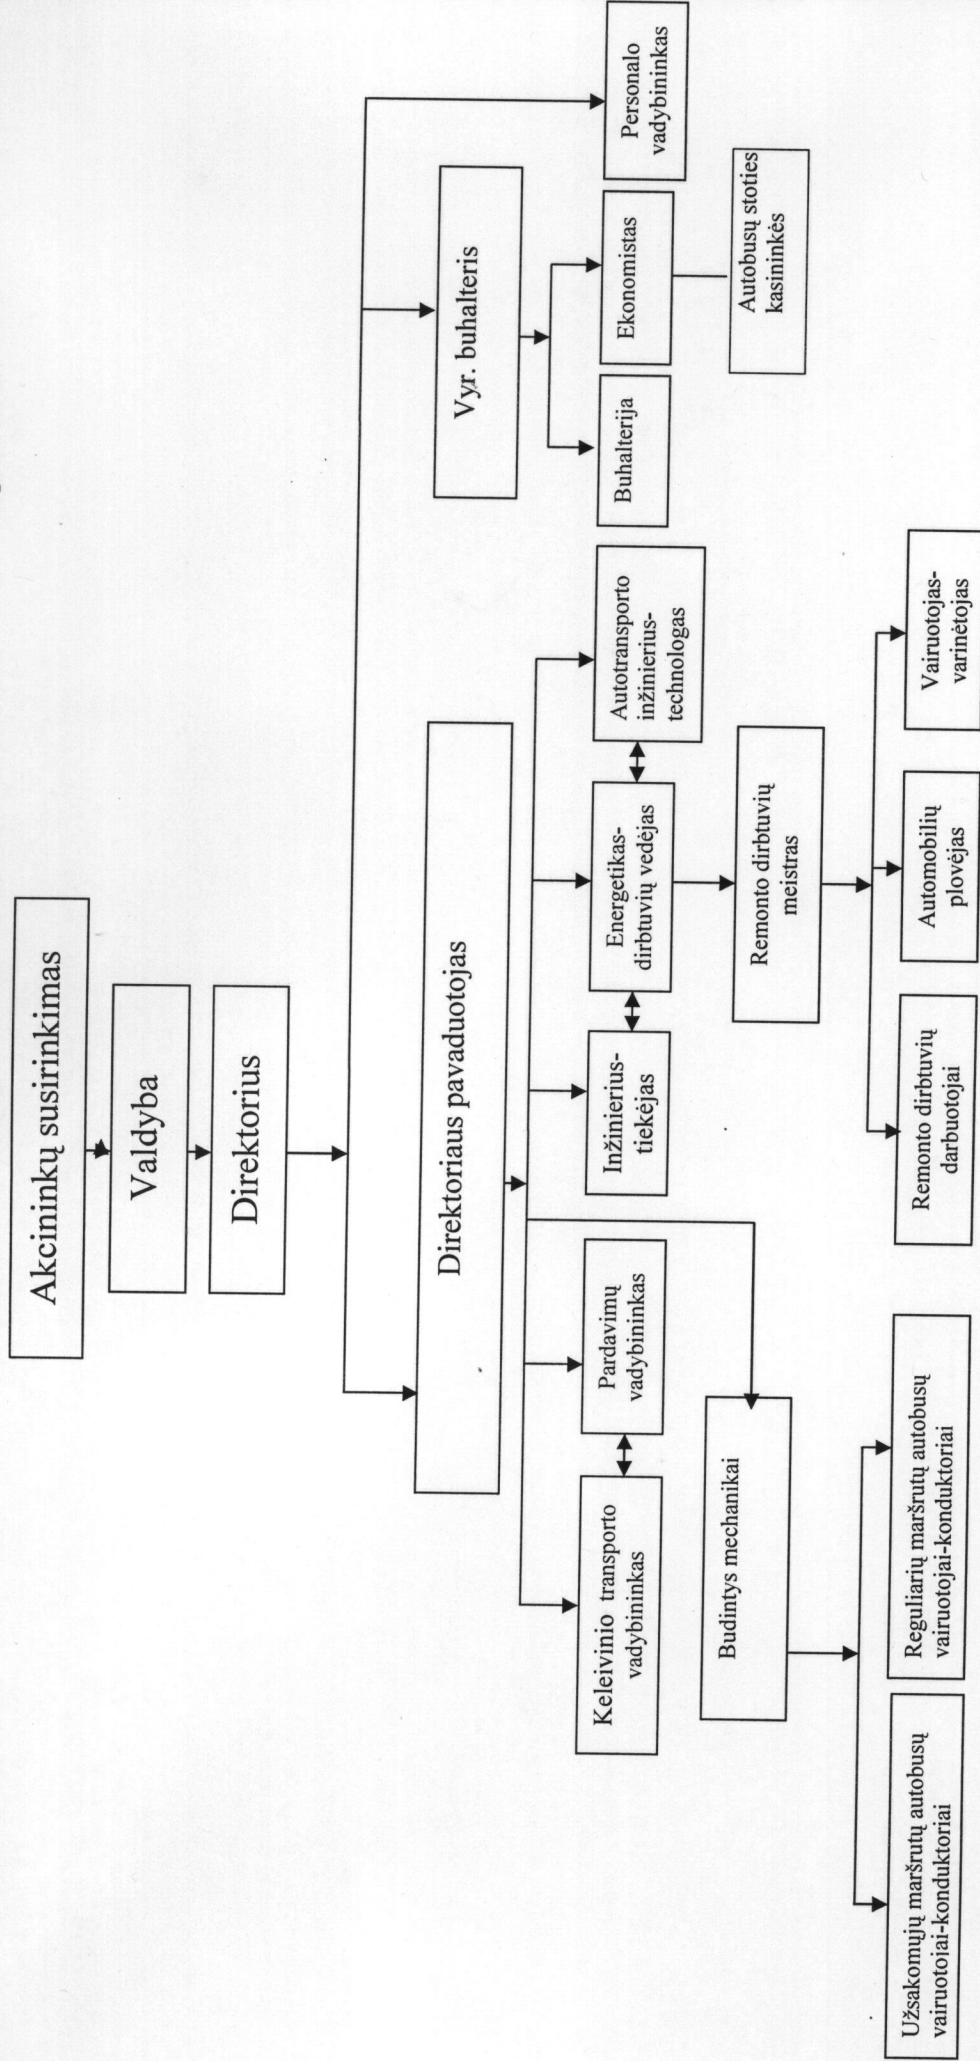 Akcininkų susirinkimas
Valdyba
Direktorius
Direktoriaus pavaduotojas
Vyr. buhalteris
Keleivinio transporto
vadybininkas
Pardavimų
vadybininkas
Inžinierius-
tiekėjas
Energetikas-
dirbtuvių vedėjas
Autotransporto
inžinierius-
technologas
Buhalterija
Ekonomistas
Personalo
vadybininkas
Budintys mechanikai
Remonto dirbtuvių
meistras
Autobusų stoties
kasininkės
Užsakomųjų maršrutų autobusų
vairuotojai-konduktoriai
Reguliarių maršrutų autobusų
vairuotojai-konduktoriai
Remonto dirbtuvių
darbuotojai
Automobilių
plovėjas
Vairuotojas-
varinėtojas